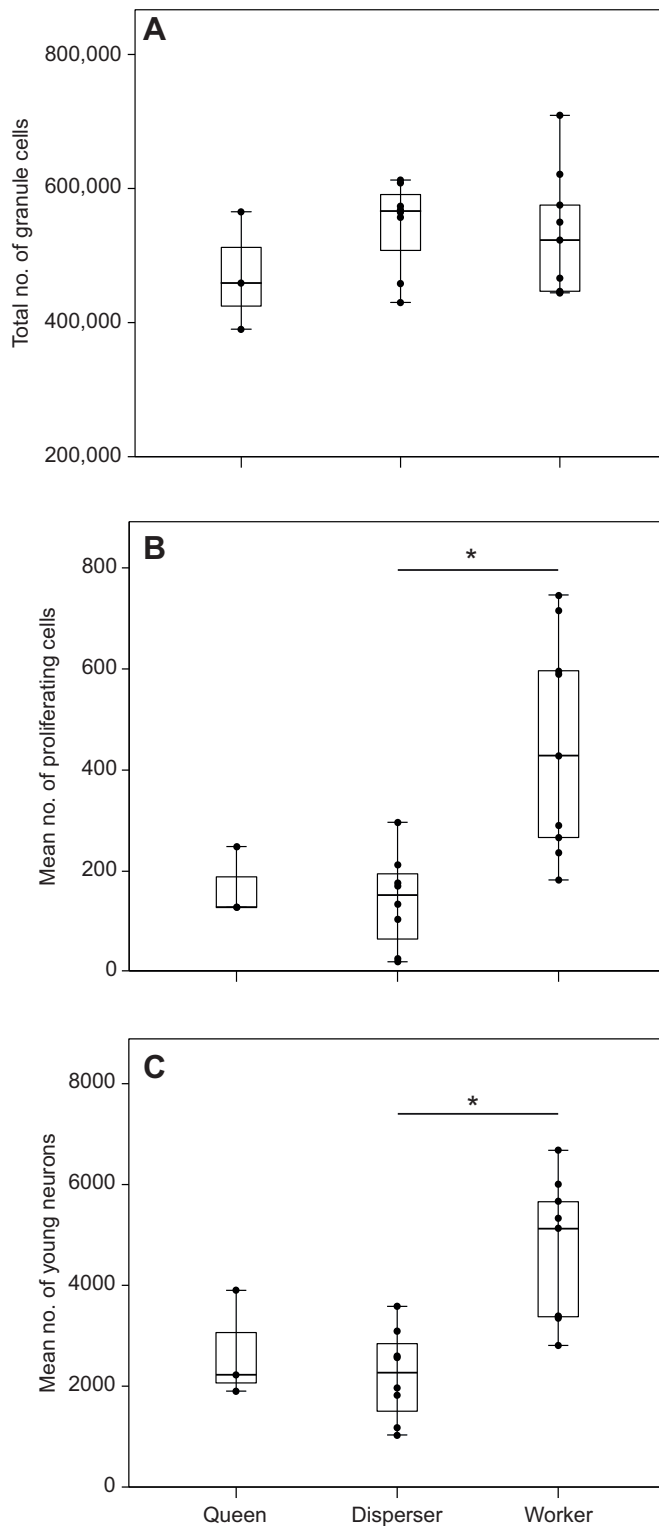 A
800,000
600,000
400,000
200,000
Total no. of granule cells
B
*
800
600
400
200
0
Mean no. of proliferating cells
C
*
8000
6000
4000
2000
0
Mean no. of young neurons
Queen Disperser Worker